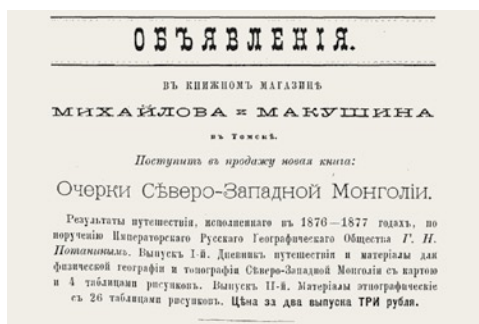 ОБЪЯВЛЕНІЯ.
ВЪ КНИЖНОМЪ МАГАЗИНѢ
МИХАЙЛОВА и МАКУШИНА
въ Томскѣ.
Поступитъ въ продажу новая книга:
Очерки Сѣверо-Западной Монголіи.
Результаты путешествія, исполненнаго въ 1876—1877 годахъ, по
порученію Императорскаго Русскаго Географическаго Общества Г. Н.
Потанинымъ. Выпускъ I-й. Дневникъ путешествія и матеріалы для
физической географіи и топографіи Сѣверо-Западной Монголіи съ картою
и 4 таблицами рисунковъ. Выпускъ II-й. Матеріалы этнографическіе
съ 26 таблицами рисунковъ. Цѣна за два выпуска ТРИ рубля.